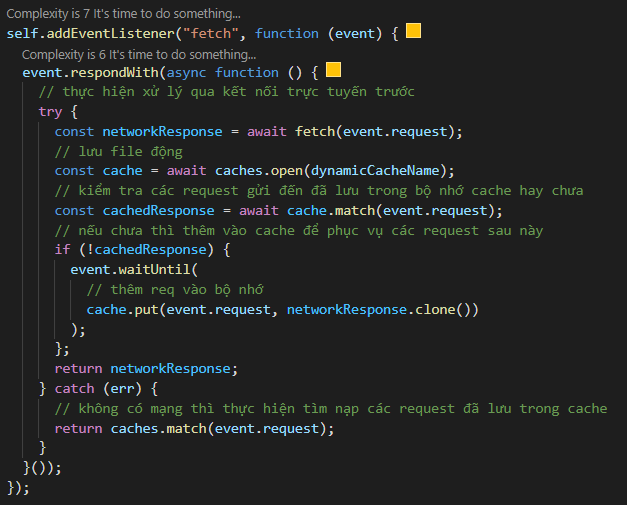 Complexity is 7 It's time to do something...
self.addEventListener("fetch", function (event) {
Complexity is 6 It's time to do something...
event.respondWith(async function () {
// thực hiện xử lý qua kết nối trực tuyến trước
try {
const networkResponse = await fetch(event.request);
// lưu file động
const cache = await caches.open(dynamicCacheName);
// kiểm tra các request gửi đến đã lưu trong bộ nhớ cache hay chưa
const cachedResponse = await cache.match(event.request);
// nếu chưa thì thêm vào cache để phục vụ các request sau này
if (!cachedResponse) {
event.waitUntil(
// thêm req vào bộ nhớ
cache.put(event.request, networkResponse.clone())
);
};
return networkResponse;
} catch (err) {
// không có mạng thì thực hiện tìm nạp các request đã lưu trong cache
return caches.match(event.request);
}
}());
});